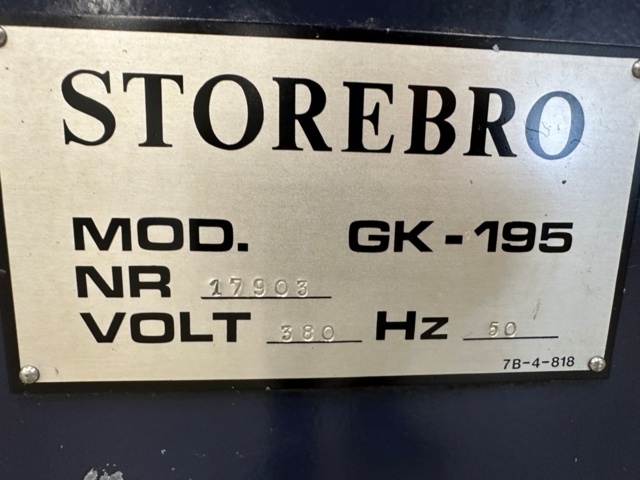 STOREBRO
MOD. GK-195
NR 17903
VOLT 380 Hz 50
7B-4-818